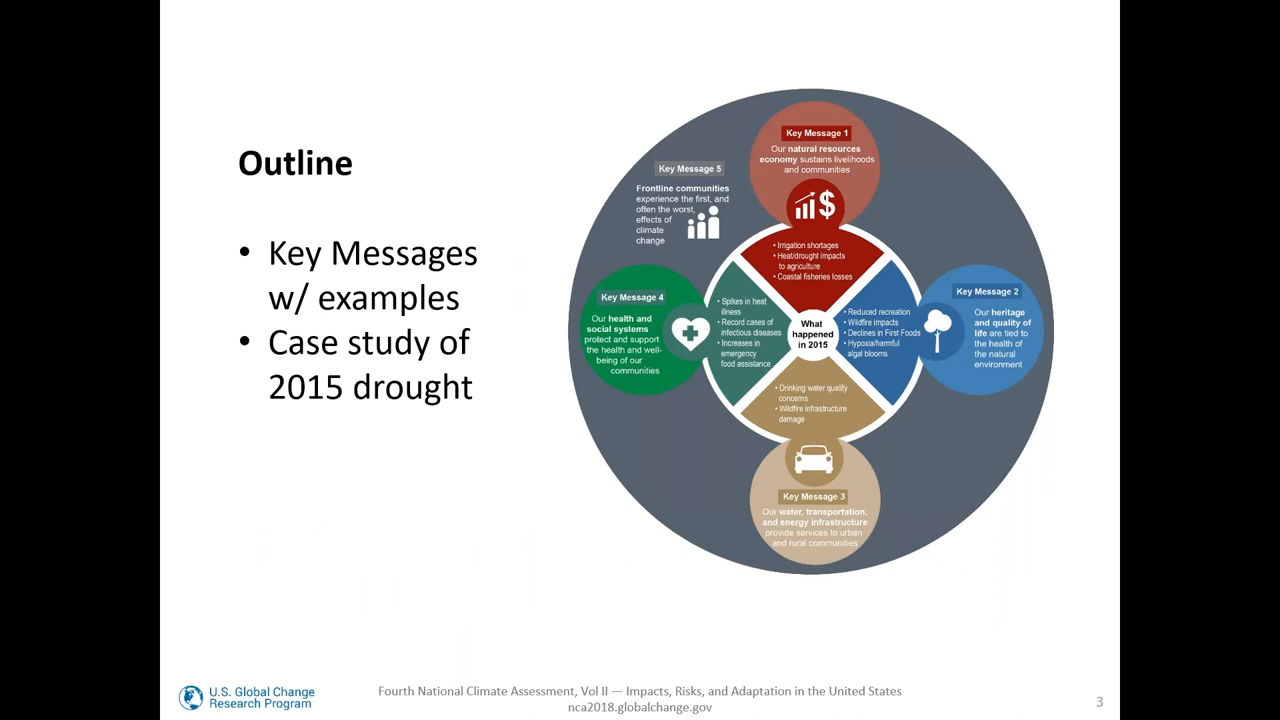 Outline
• Key Messages
w/ examples
• Case study of
2015 drought
Key Message 1
Our natural resources
economy sustains livelihoods
and communities
Key Message 5
Frontline communities
experience the first, and
often the worst,
effects of
climate
change
• Irrigation shortages
• Heat/drought impacts
to agriculture
• Coastal fisheries losses
Key Message 4
Our health and
social systems
protect and support
the health and well-
being of our
communities
• Spikes in heat
illness
• Record cases of
infectious diseases
• Increases in
emergency
food assistance
What
happened
in 2015
• Reduced recreation
• Wildfire impacts
• Declines in First Foods
• Hypoxia/harmful
algal blooms
Key Message 2
Our heritage
and quality of
life are tied to
the health of
the natural
environment
• Drinking water quality
concerns
• Wildfire infrastructure
damage
Key Message 3
Our water, transportation,
and energy infrastructure
provide services to urban
and rural communities
U.S. Global Change
Research Program
Fourth National Climate Assessment, Vol II — Impacts, Risks, and Adaptation in the United States
nca2018.globalchange.gov
3